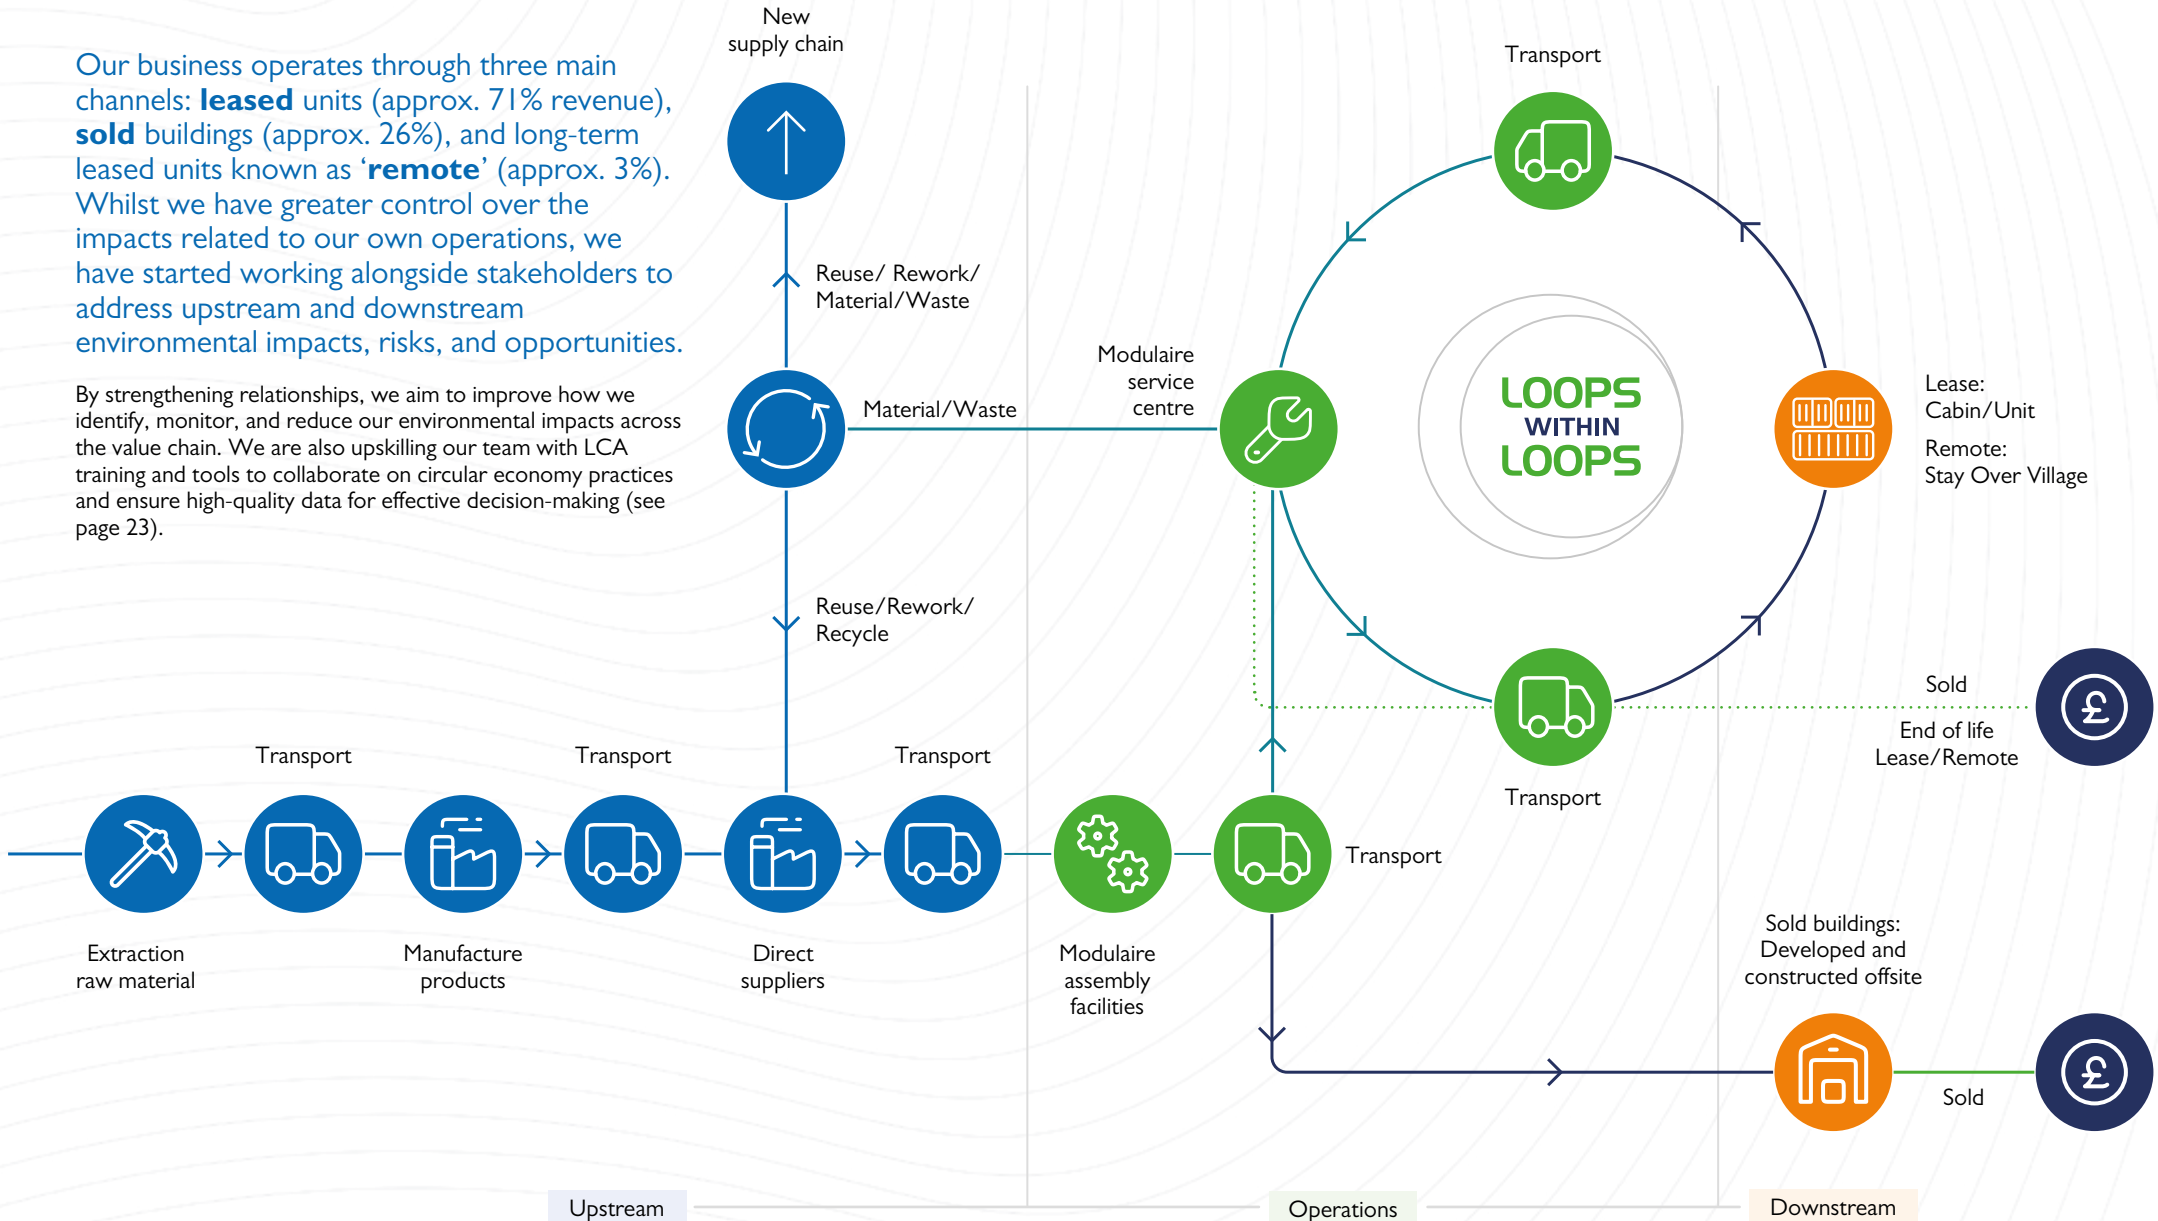 Our business operates through three main
channels: leased units (approx. 71% revenue),
sold buildings (approx. 26%), and long-term
leased units known as ‘remote’ (approx. 3%).
Whilst we have greater control over the
impacts related to our own operations, we
have started working alongside stakeholders to
address upstream and downstream
environmental impacts, risks, and opportunities.
By strengthening relationships, we aim to improve how we
identify, monitor, and reduce our environmental impacts across
the value chain. We are also upskilling our team with LCA
training and tools to collaborate on circular economy practices
and ensure high-quality data for effective decision-making (see
page 23).
New
supply chain
Reuse/ Rework/
Material/Waste
Material/Waste
Reuse/Rework/
Recycle
Transport
Modulaire
service
centre
LOOPS
WITHIN
LOOPS
Lease:
Cabin/Unit
Remote:
Stay Over Village
Sold
End of life
Lease/Remote
£
Transport
Transport
Transport
Transport
Transport
Extraction
raw material
Manufacture
products
Direct
suppliers
Modulaire
assembly
facilities
Sold buildings:
Developed and
constructed offsite
Sold
£
Upstream
Operations
Downstream